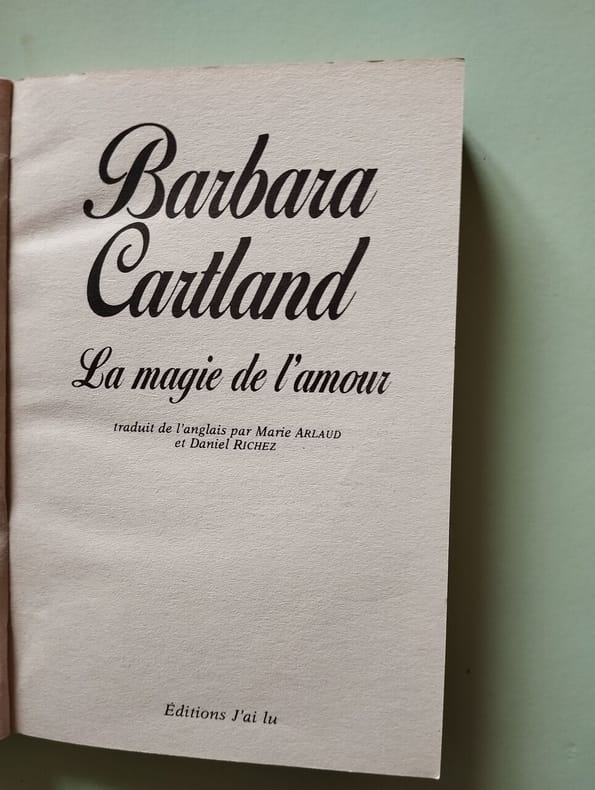 Barbara
Cartland
La magie de l'amour
traduit de l'anglais par Marie ARLAUD
et Daniel RICHEZ
Éditions J'ai lu